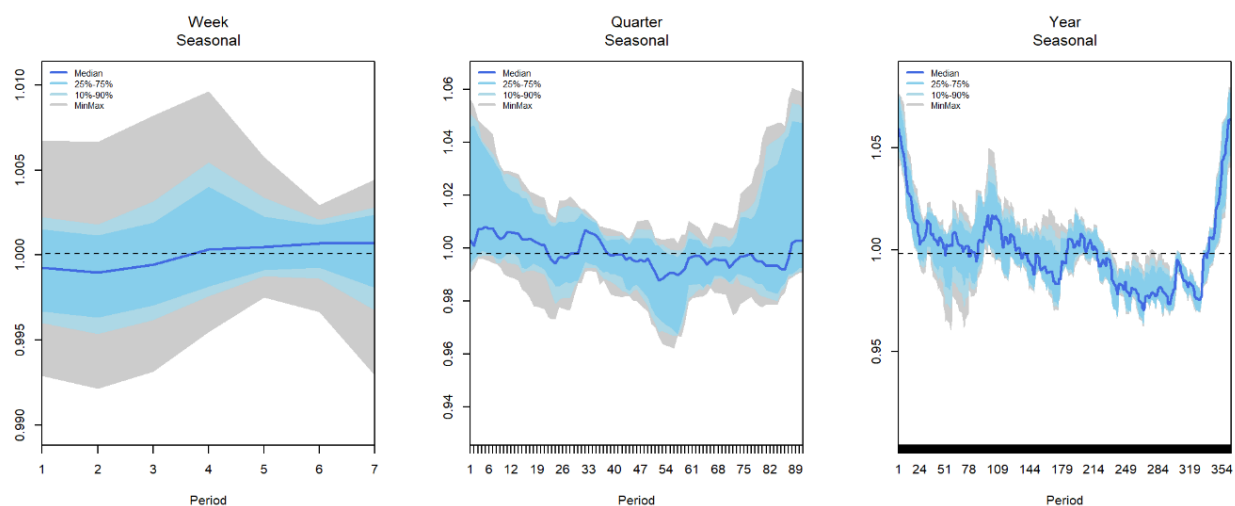 Week
Seasonal
Median
25%-75%
10%-90%
MinMax
1.010
1.005
1.000
0.995
0.990
1 2 3 4 5 6 7
Period
Quarter
Seasonal
Median
25%-75%
10%-90%
MinMax
1.06
1.04
1.02
1.00
0.98
0.96
0.94
1 6 12 19 26 33 40 47 54 61 68 75 82 89
Period
Year
Seasonal
Median
25%-75%
10%-90%
MinMax
1.05
1.00
0.95
1 24 51 78 109 144 179 214 249 284 319 354
Period